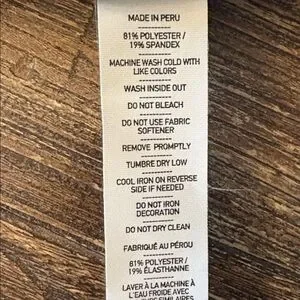 MADE IN PERU
----------
81% POLYESTER /
19% SPANDEX
----------
MACHINE WASH COLD WITH
LIKE COLORS
----------
WASH INSIDE OUT
----------
DO NOT BLEACH
----------
DO NOT USE FABRIC
SOFTENER
----------
REMOVE PROMPTLY
----------
TUMBRE DRY LOW
----------
COOL IRON ON REVERSE
SIDE IF NEEDED
----------
DO NOT IRON
DECORATION
----------
DO NOT DRY CLEAN
----------
FABRIQUÉ AU PÉROU
----------
81% POLYESTER /
19% ÉLASTHANNE
----------
LAVER À LA MACHINE À
L'EAU FROIDE AVEC
SIMILAIRES